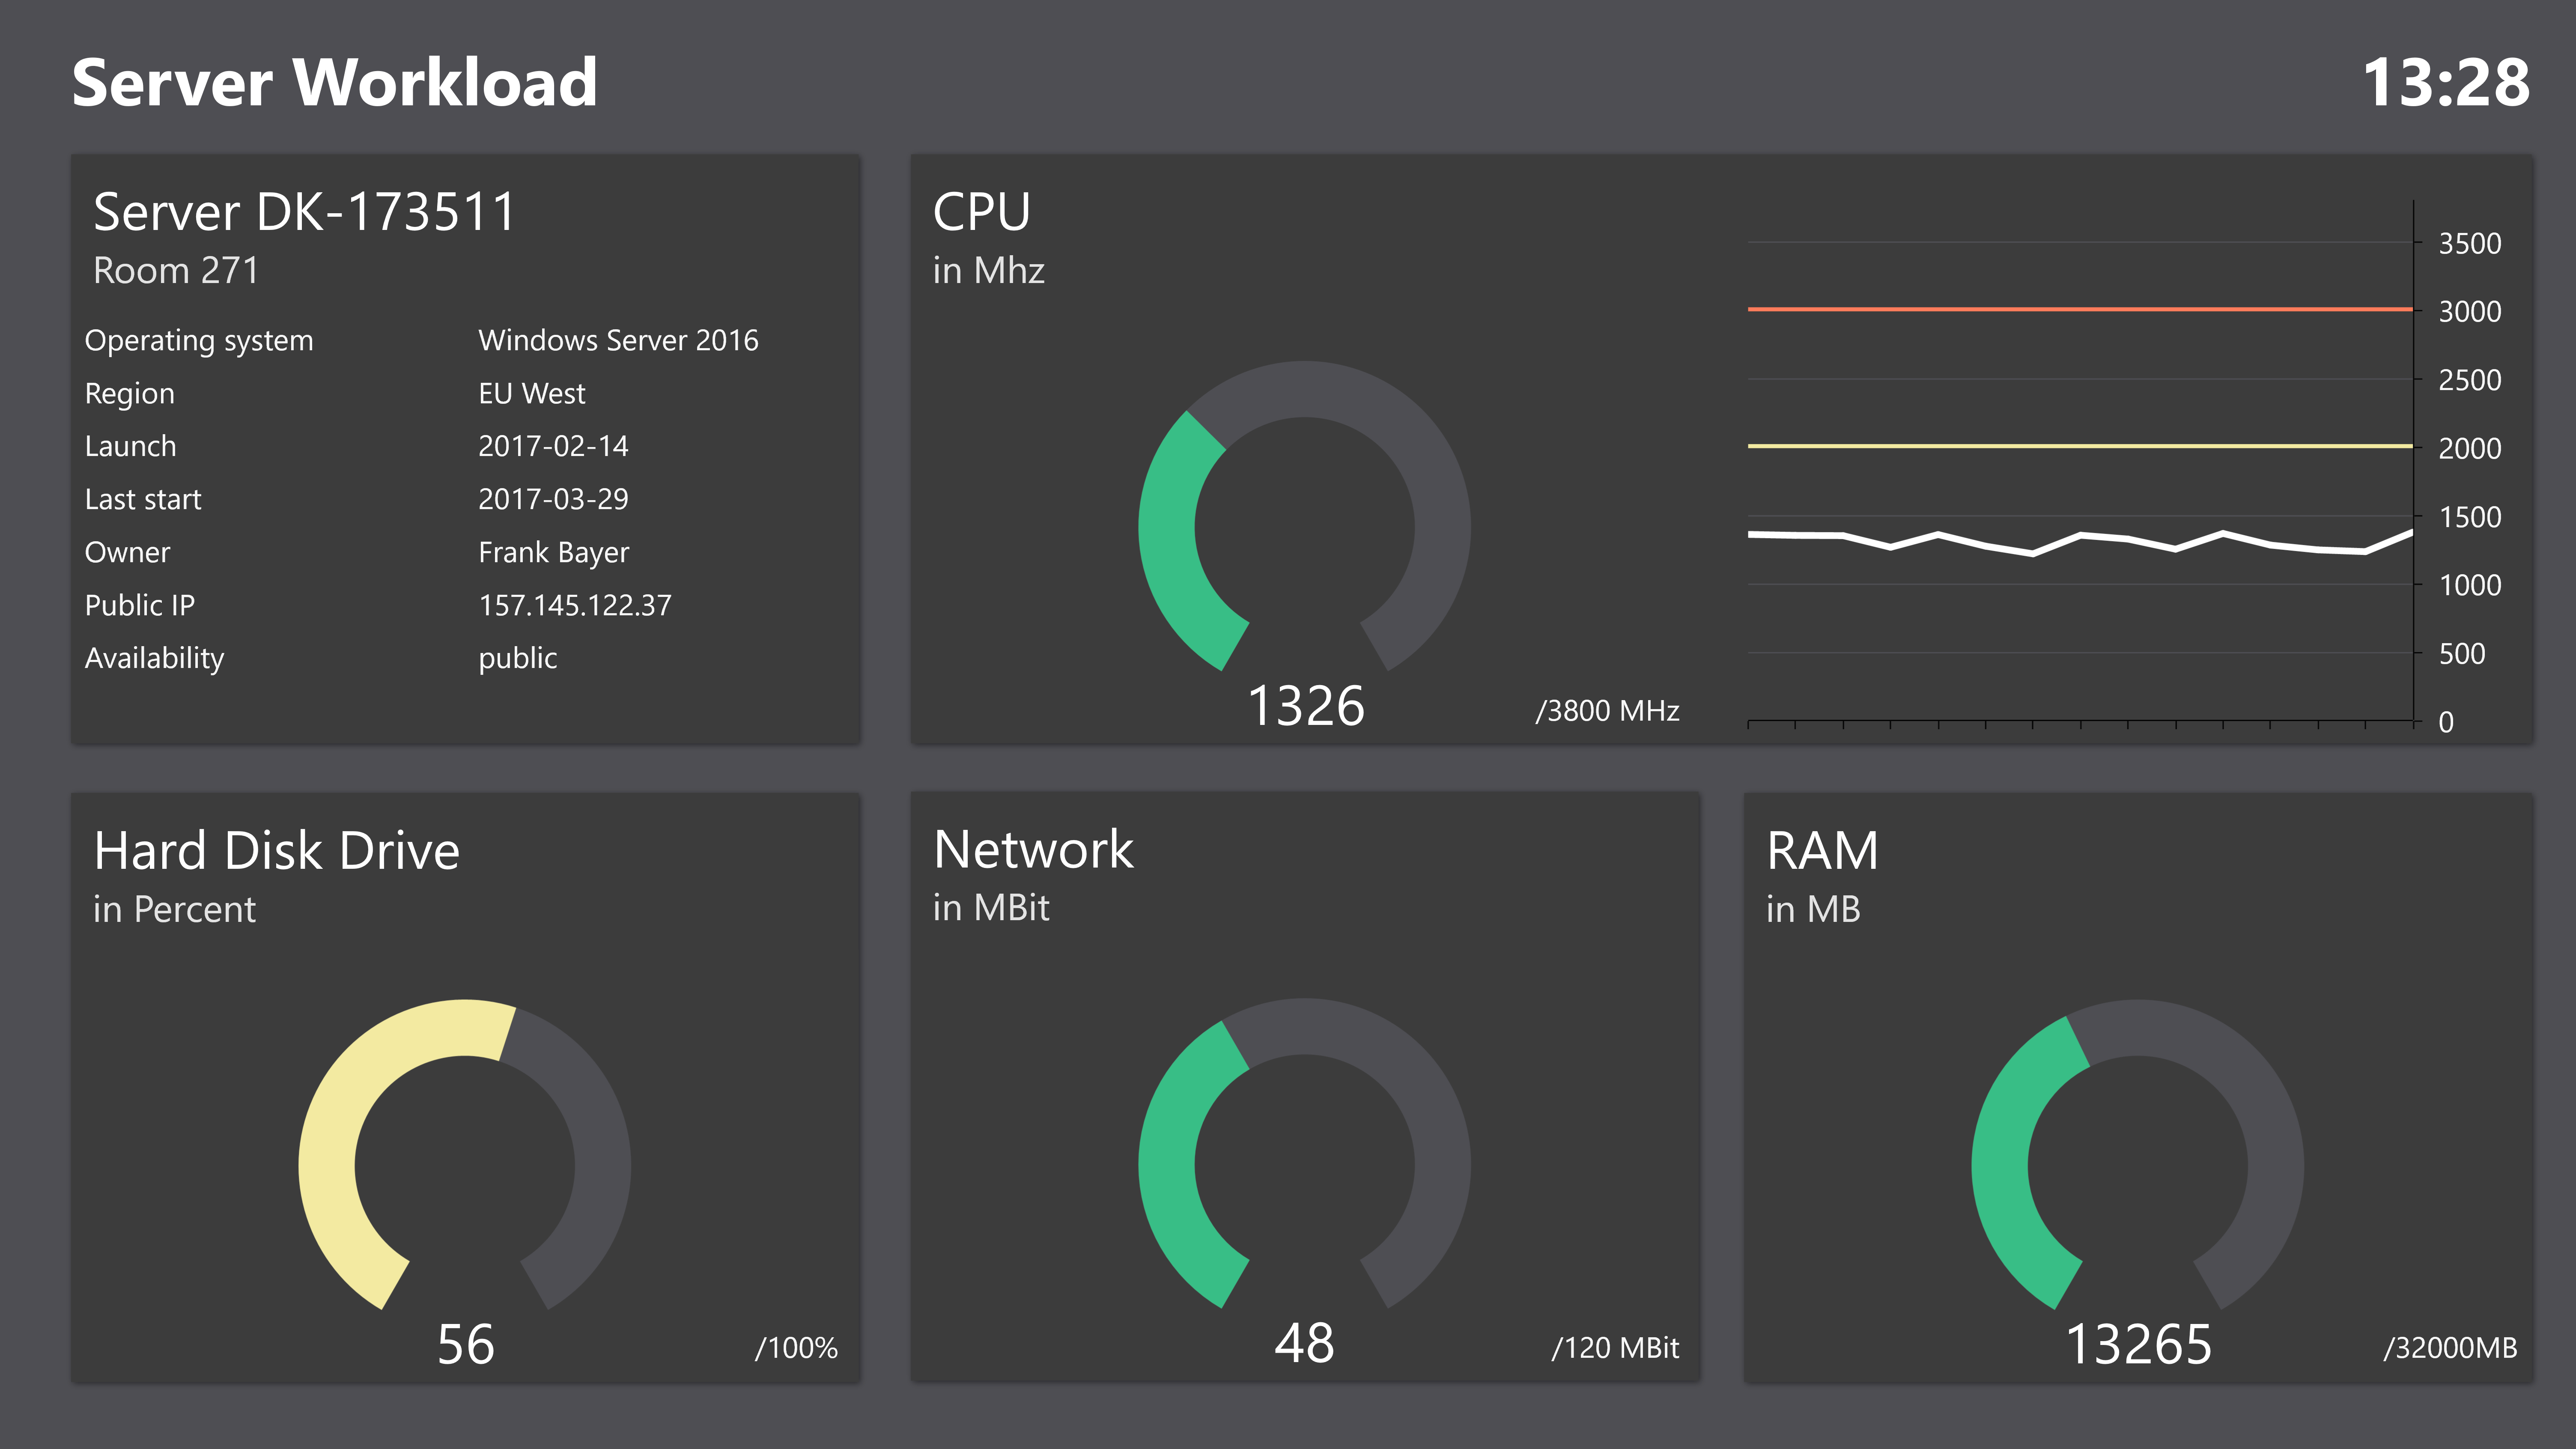 Server Workload
13:28
Server DK-173511
Room 271
Operating system Windows Server 2016
Region EU West
Launch 2017-02-14
Last start 2017-03-29
Owner Frank Bayer
Public IP 157.145.122.37
Availability public
CPU
in Mhz
1326
/3800 MHz
3500
3000
2500
2000
1500
1000
500
0
Hard Disk Drive
in Percent
56
/100%
Network
in MBit
48
/120 MBit
RAM
in MB
13265
/32000MB